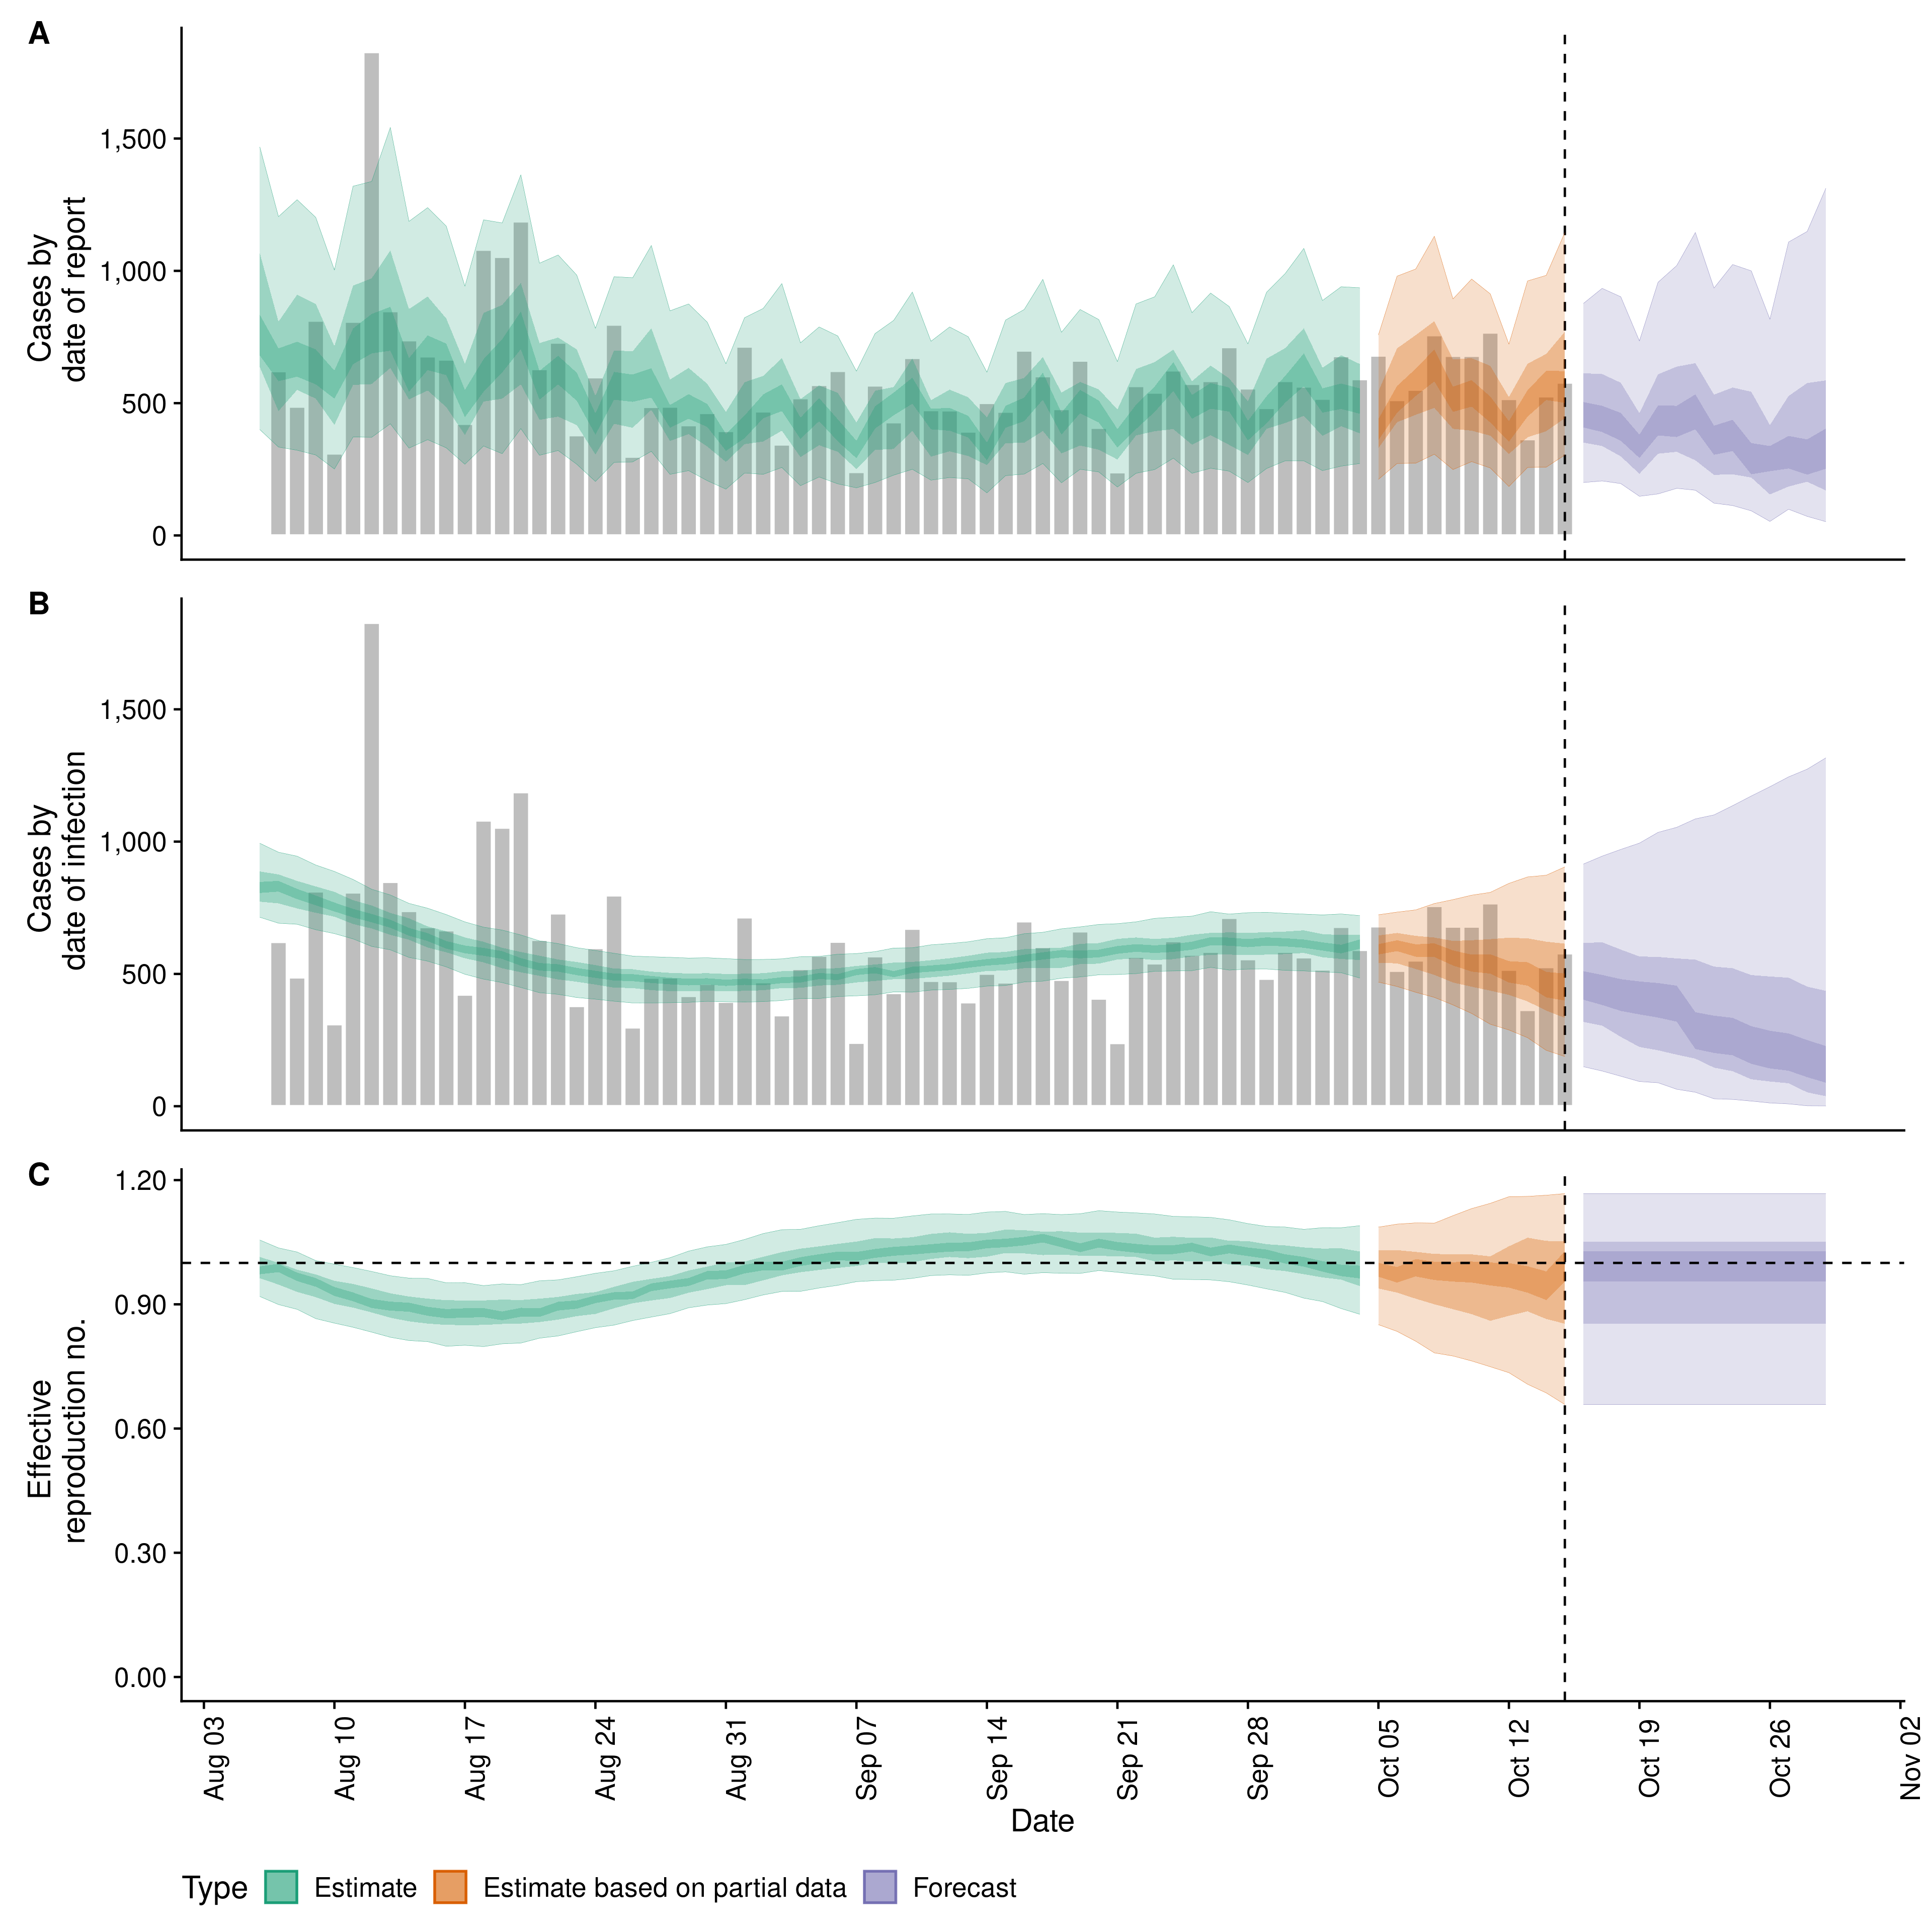 A
Cases by
date of report
1,500
1,000
500
0
B
Cases by
date of infection
1,500
1,000
500
0
C
Effective
reproduction no.
1.20
0.90
0.60
0.30
0.00
Aug 03
Aug 10
Aug 17
Aug 24
Aug 31
Sep 07
Sep 14
Sep 21
Sep 28
Oct 05
Oct 12
Oct 19
Oct 26
Nov 02
Date
Type Estimate Estimate based on partial data Forecast